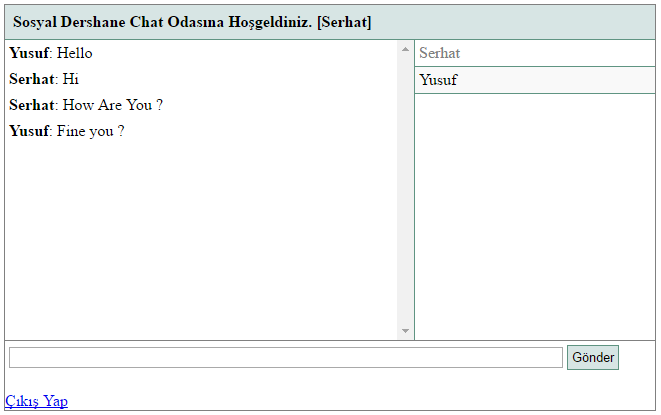 Sosyal Dershane Chat Odasına Hoşgeldiniz. [Serhat]
Yusuf: Hello
Serhat: Hi
Serhat: How Are You ?
Yusuf: Fine you ?
Serhat
Yusuf
Gönder
Çıkış Yap